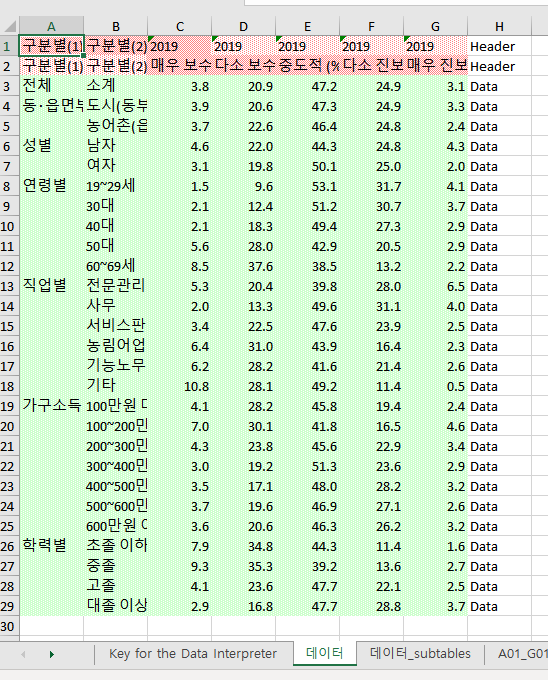 A B C D E F G H
1 구분별(1) 구분별(2) 2019 2019 2019 2019 2019 Header
2 구분별(1) 구분별(2) 매우 보수 다소 보수 중도적 (% 다소 진보 매우 진보 Header
3 전체 소계 3.8 20.9 47.2 24.9 3.1 Data
4 동·읍면부 도시(동부 3.9 20.6 47.3 24.9 3.3 Data
5 농어촌(읍 3.7 22.6 46.4 24.8 2.4 Data
6 성별 남자 4.6 22.0 44.3 24.8 4.3 Data
7 여자 3.1 19.8 50.1 25.0 2.0 Data
8 연령별 19~29세 1.5 9.6 53.1 31.7 4.1 Data
9 30대 2.1 12.4 51.2 30.7 3.7 Data
10 40대 2.1 18.3 49.4 27.3 2.9 Data
11 50대 5.6 28.0 42.9 20.5 2.9 Data
12 60~69세 8.5 37.6 38.5 13.2 2.2 Data
13 직업별 전문관리 5.3 20.4 39.8 28.0 6.5 Data
14 사무 2.0 13.3 49.6 31.1 4.0 Data
15 서비스판 3.4 22.5 47.6 23.9 2.5 Data
16 농림어업 6.4 31.0 43.9 16.4 2.3 Data
17 기능노무 6.2 28.2 41.6 21.4 2.6 Data
18 기타 10.8 28.1 49.2 11.4 0.5 Data
19 가구소득 100만원 4.1 28.2 45.8 19.4 2.4 Data
20 100~200만 7.0 30.1 41.8 16.5 4.6 Data
21 200~300만 4.3 23.8 45.6 22.9 3.4 Data
22 300~400만 3.0 19.2 51.3 23.6 2.9 Data
23 400~500만 3.5 17.1 48.0 28.2 3.2 Data
24 500~600만 3.7 19.6 46.9 27.1 2.6 Data
25 600만원 3.6 20.6 46.3 26.2 3.2 Data
26 학력별 초졸 이하 7.9 34.8 44.3 11.4 1.6 Data
27 중졸 9.3 35.3 39.2 13.6 2.7 Data
28 고졸 4.1 23.6 47.7 22.1 2.5 Data
29 대졸 이상 2.9 16.8 47.7 28.8 3.7 Data
30
Key for the Data Interpreter 데이터 데이터_subtables A01_G01